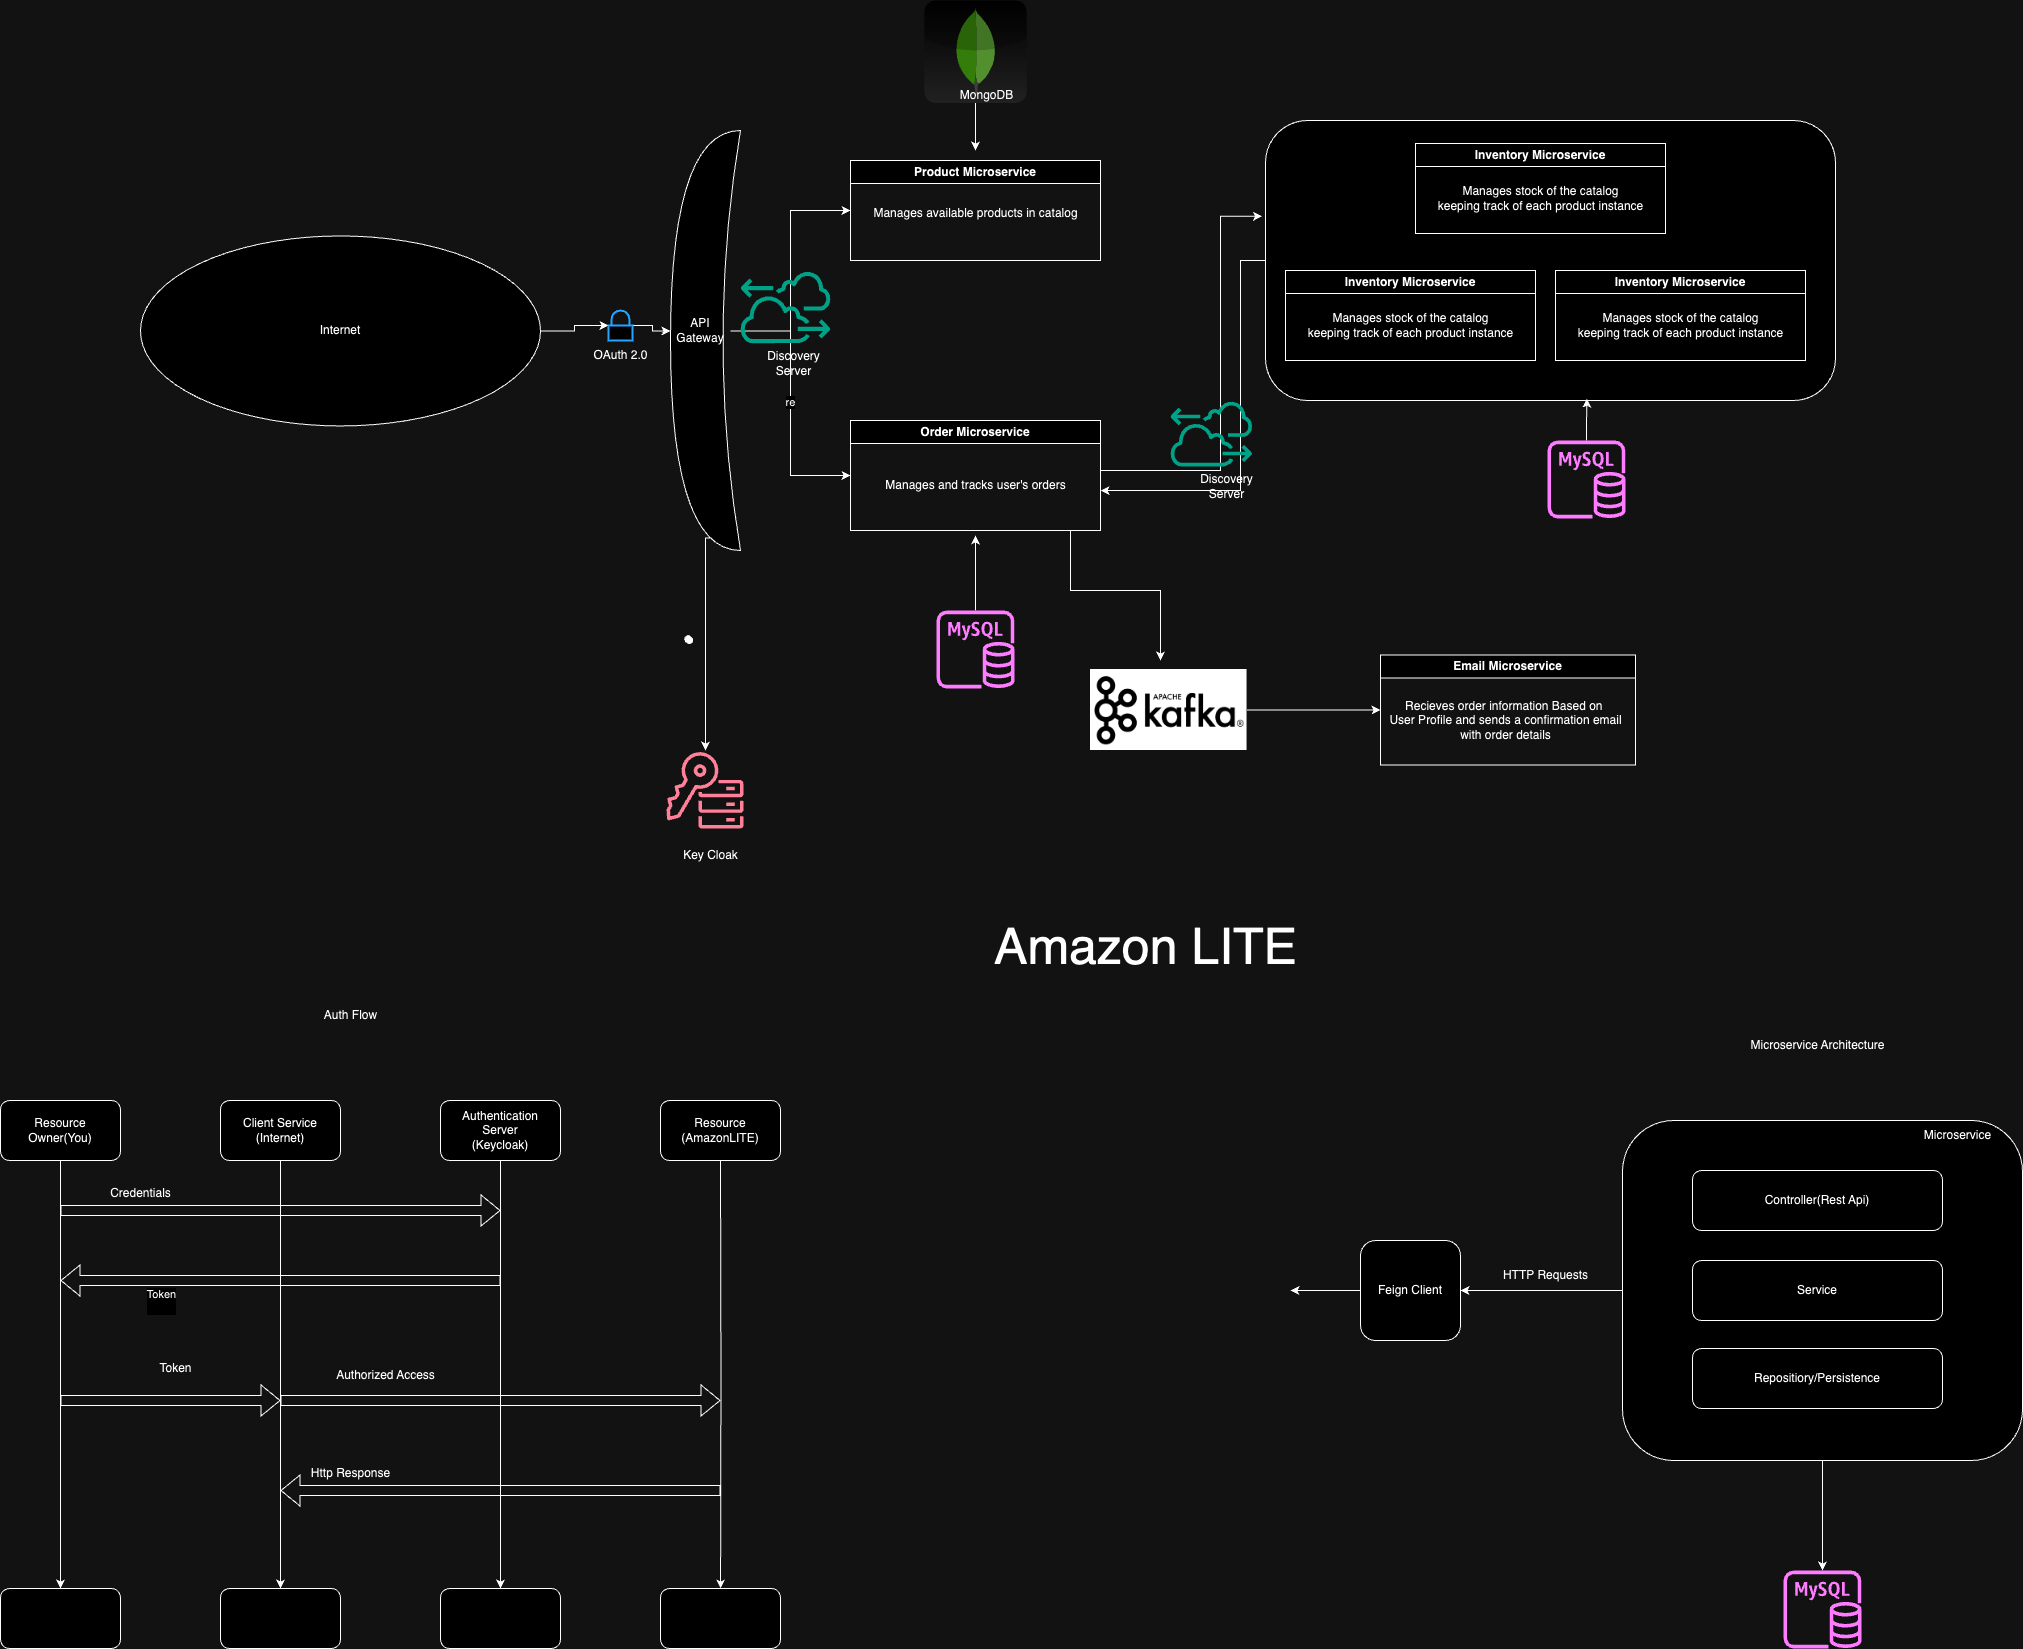 MongoDB
Product Microservice
Manages available products in catalog
Inventory Microservice
Manages stock of the catalog
keeping track of each product instance
Inventory Microservice
Manages stock of the catalog
keeping track of each product instance
Inventory Microservice
Manages stock of the catalog
keeping track of each product instance
Internet
OAuth 2.0
API
Gateway
Discovery
Server
re
Order Microservice
Manages and tracks user's orders
Discovery
Server
MySQL
MySQL
APACHE
kafka®
Email Microservice
Recieves order information Based on
User Profile and sends a confirmation email
with order details
Key Cloak
Amazon LITE
Auth Flow
Resource
Owner(You)
Client Service
(Internet)
Authentication
Server
(Keycloak)
Resource
(AmazonLITE)
Credentials
Token
Token
Authorized Access
Http Response
Microservice Architecture
Microservice
Controller(Rest Api)
Service
Repositiory/Persistence
HTTP Requests
Feign Client
MySQL